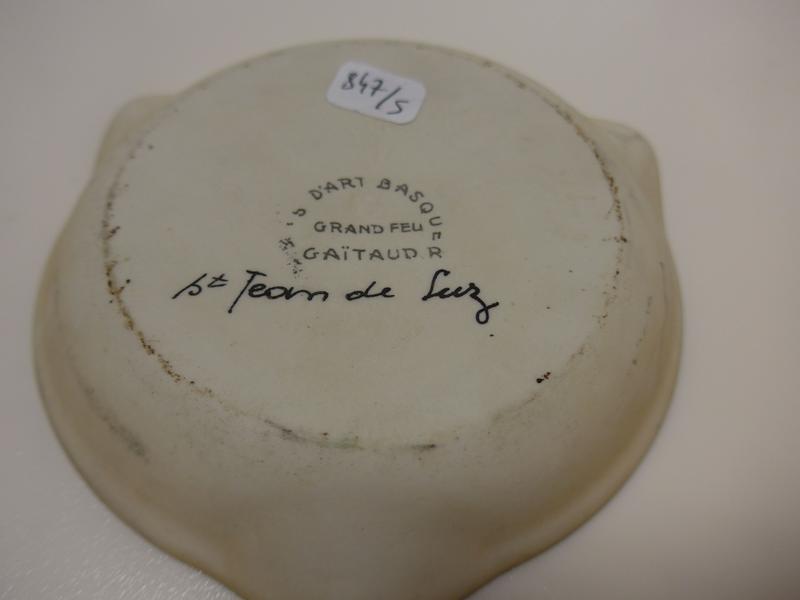 847/5
D'ART BASQUE
GRAND FEU
GAÏTAUD R
St Jean de Luz